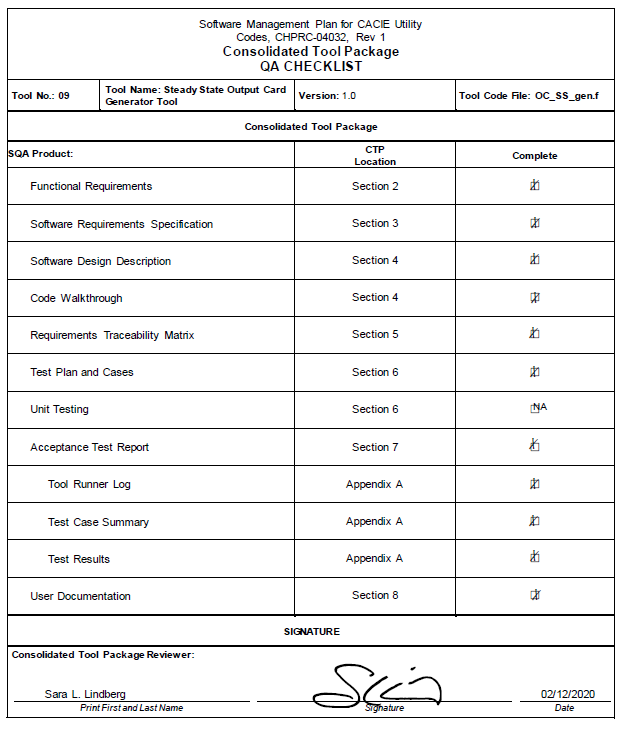 Software Management Plan for CACIE Utility
Codes, CHPRC-04032, Rev 1
Consolidated Tool Package
QA CHECKLIST
Tool No.: 09
Tool Name: Steady State Output Card
Generator Tool
Version: 1.0
Tool Code File: OC_SS_gen.f
Consolidated Tool Package
SQA Product:
CTP
Location
Complete
Functional Requirements Section 2
Software Requirements Specification Section 3
Software Design Description Section 4
Code Walkthrough Section 4
Requirements Traceability Matrix Section 5
Test Plan and Cases Section 6
Unit Testing Section 6 NA
Acceptance Test Report Section 7
Tool Runner Log Appendix A
Test Case Summary Appendix A
Test Results Appendix A
User Documentation Section 8
SIGNATURE
Consolidated Tool Package Reviewer:
Sara L. Lindberg 02/12/2020
Print First and Last Name Signature Date